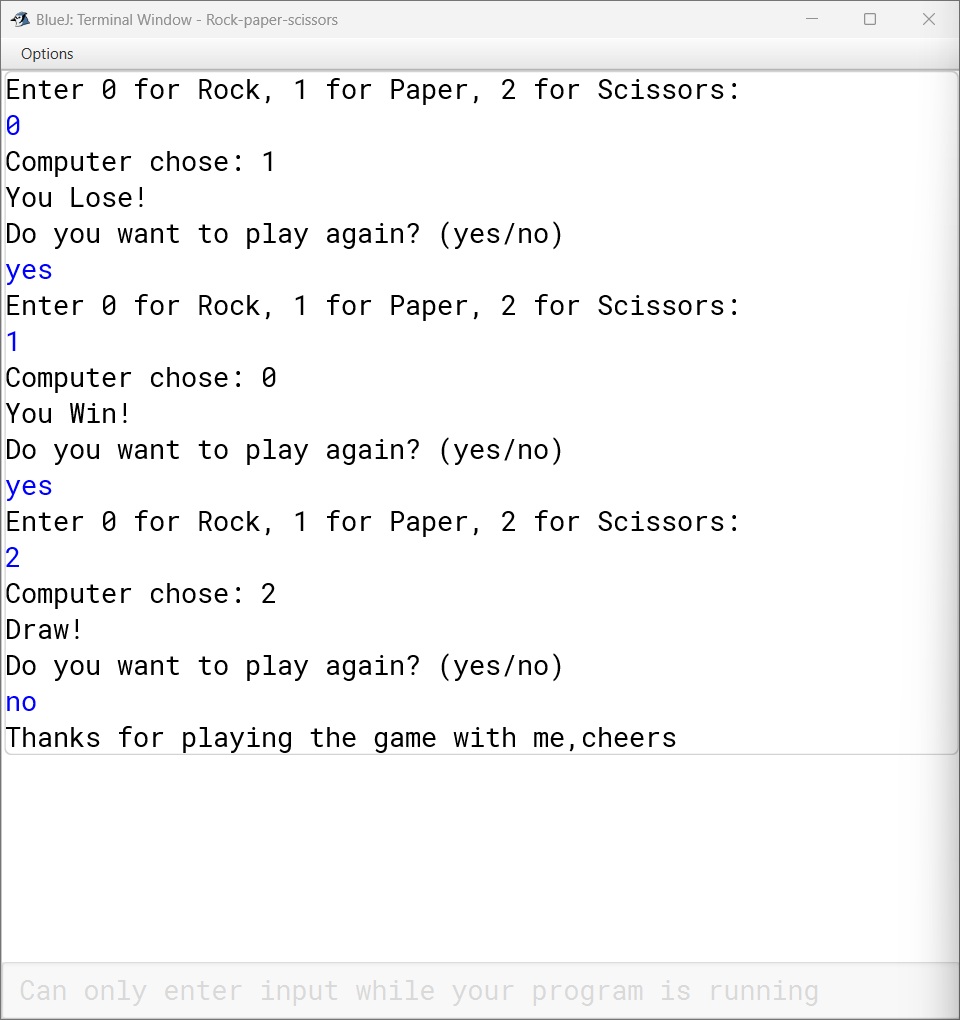 BlueJ: Terminal Window - Rock-paper-scissors
Options
Enter 0 for Rock, 1 for Paper, 2 for Scissors:
0
Computer chose: 1
You Lose!
Do you want to play again? (yes/no)
yes
Enter 0 for Rock, 1 for Paper, 2 for Scissors:
1
Computer chose: 0
You Win!
Do you want to play again? (yes/no)
yes
Enter 0 for Rock, 1 for Paper, 2 for Scissors:
2
Computer chose: 2
Draw!
Do you want to play again? (yes/no)
no
Thanks for playing the game with me,cheers
Can only enter input while your program is running